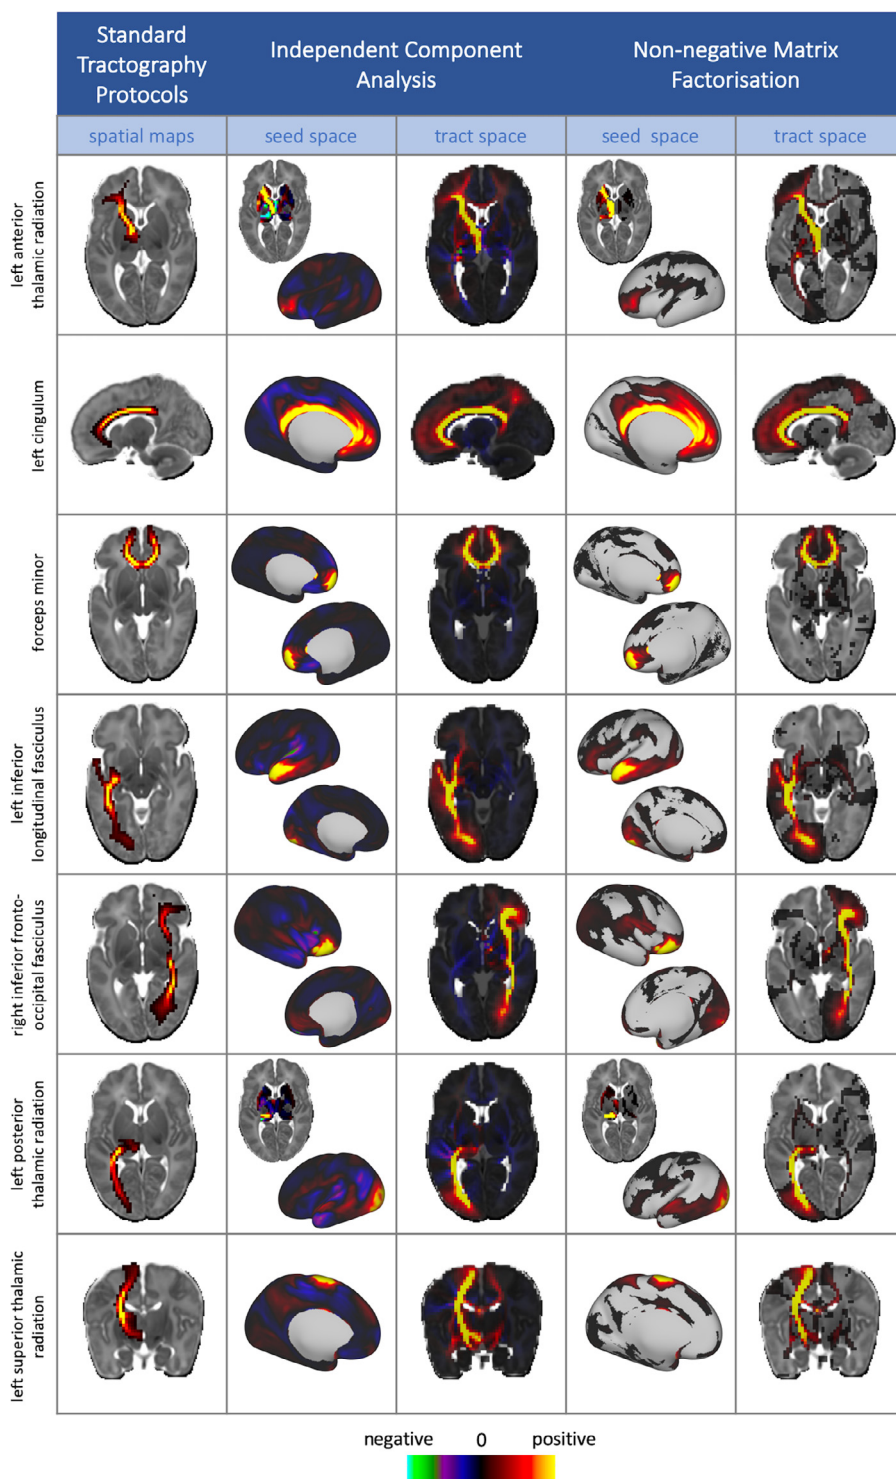 Standard
Tractography
Protocols
Independent Component
Analysis
Non-negative Matrix
Factorisation
spatial maps
seed space
tract space
seed space
tract space
left anterior
thalamic radiation
left cingulum
forceps minor
left inferior
longitudinal fasciculus
right inferior fronto-
occipital fasciculus
left posterior
thalamic radiation
left superior thalamic
radiation
negative 0 positive